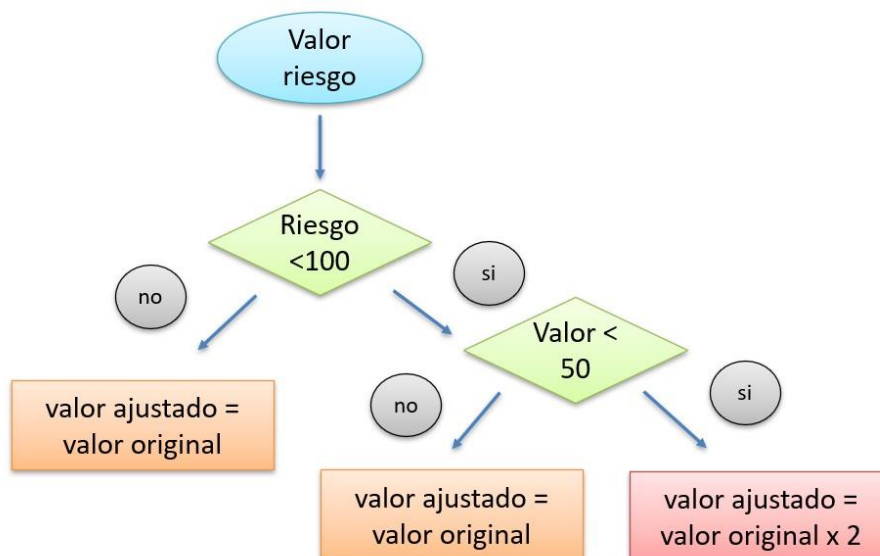 Valor
riesgo
Riesgo
<100
no
si
Valor <
50
no
si
valor ajustado =
valor original
valor ajustado =
valor original
valor ajustado =
valor original x 2